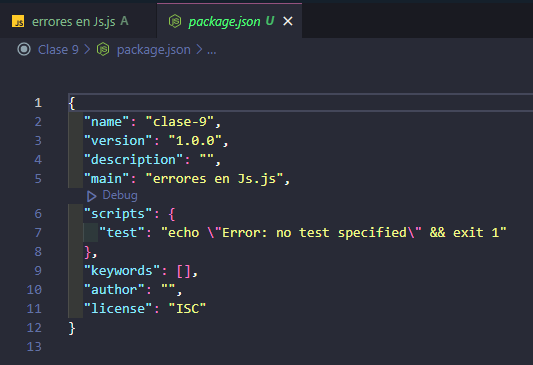 JS errores en Js.js A package.json U ×
Clase 9 > package.json > ...
1 {
2 "name": "clase-9",
3 "version": "1.0.0",
4 "description": "",
5 "main": "errores en Js.js",
Debug
6 "scripts": {
7 "test": "echo \"Error: no test specified\" && exit 1"
8 },
9 "keywords": [],
10 "author": "",
11 "license": "ISC"
12 }
13